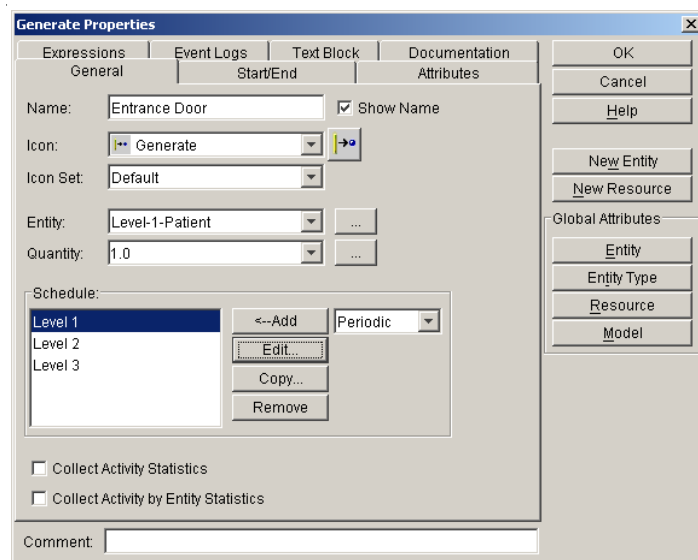 Generate Properties
Expressions Event Logs Text Block Documentation
General Start/End Attributes
Name: Entrance Door Show Name
Icon: Generate
Icon Set: Default
Entity: Level-1-Patient ...
Quantity: 1.0 ...
Schedule:
Level 1
Level 2
Level 3
<--Add Periodic
Edit...
Copy...
Remove
Collect Activity Statistics
Collect Activity by Entity Statistics
Comment:
OK
Cancel
Help
New Entity
New Resource
Global Attributes
Entity
Entity Type
Resource
Model